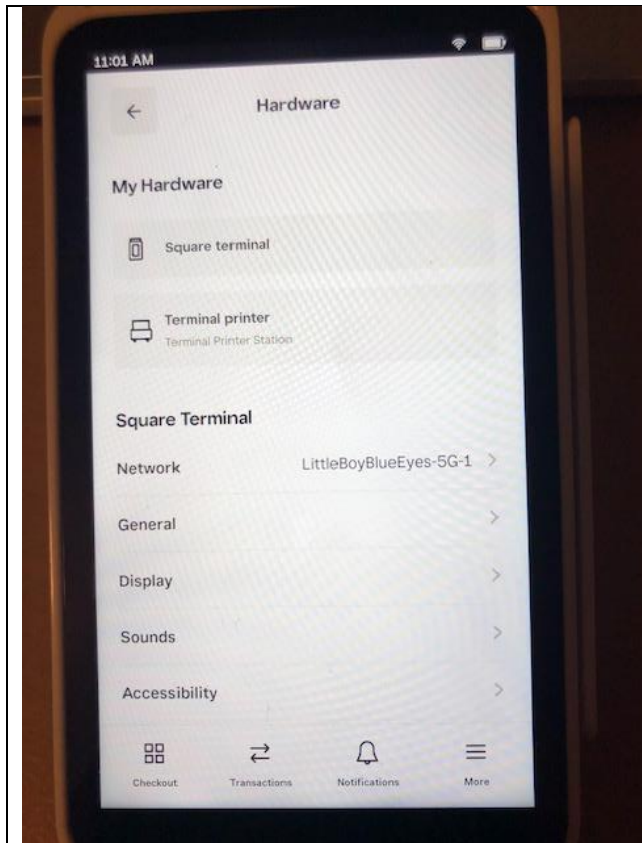 11:01 AM
Hardware
My Hardware
Square terminal
Terminal printer
Terminal Printer Station
Square Terminal
Network LittleBoyBlueEyes-5G-1
General
Display
Sounds
Accessibility
Checkout Transactions Notifications More